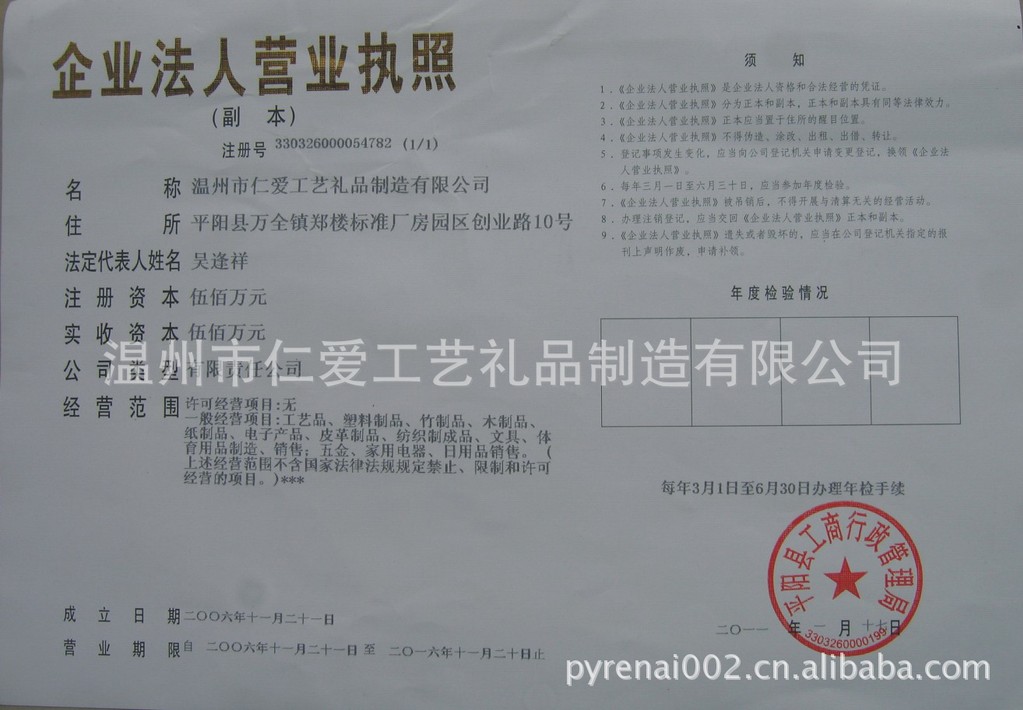 企业法人营业执照
(副 本)
注册号 330326000054782 (1/1)
名 称 温州市仁爱工艺礼品制造有限公司
住 所 平阳县万全镇郑楼标准厂房园区创业路10号
法定代表人姓名 吴逢祥
注册资本 伍佰万元
实收资本 伍佰万元
公司类型 有限责任公司
经营范围 许可经营项目:无
一般经营项目:工艺品、塑料制品、竹制品、木制品、
纸制品、电子产品、皮革制品、纺织制成品、文具、体
育用品制造、销售；五金、家用电器、日用品销售。（
上述经营范围不含国家法律法规规定禁止、限制和许可
经营的项目。)***
成立日期 二〇〇六年十一月二十一日
营业期限 自 二〇〇六年十一月二十一日 至 二〇一六年十一月二十日止
须 知
1．《企业法人营业执照》是企业法人资格和合法经营的凭证。
2．《企业法人营业执照》分为正本和副本，正本和副本具有同等法律效力。
3．《企业法人营业执照》正本应当置于住所的醒目位置。
4．《企业法人营业执照》不得伪造、涂改、出租、出借、转让。
5．登记事项发生变化，应当向公司登记机关申请变更登记，换领《企业法
人营业执照》。
6．每年三月一日至六月三十日，应当参加年度检验。
7．《企业法人营业执照》被吊销后，不得开展与清算无关的经营活动。
8．办理注销登记，应当交回《企业法人营业执照》正本和副本。
9．《企业法人营业执照》遗失或者毁坏的，应当在公司登记机关指定的报
刊上声明作废，申请补领。
年度检验情况
每年3月1日至6月30日办理年检手续
平阳县工商行政管理局
二〇一一 年 一 月 十七日
温州市仁爱工艺礼品制造有限公司
pyrenai002.cn.alibaba.com